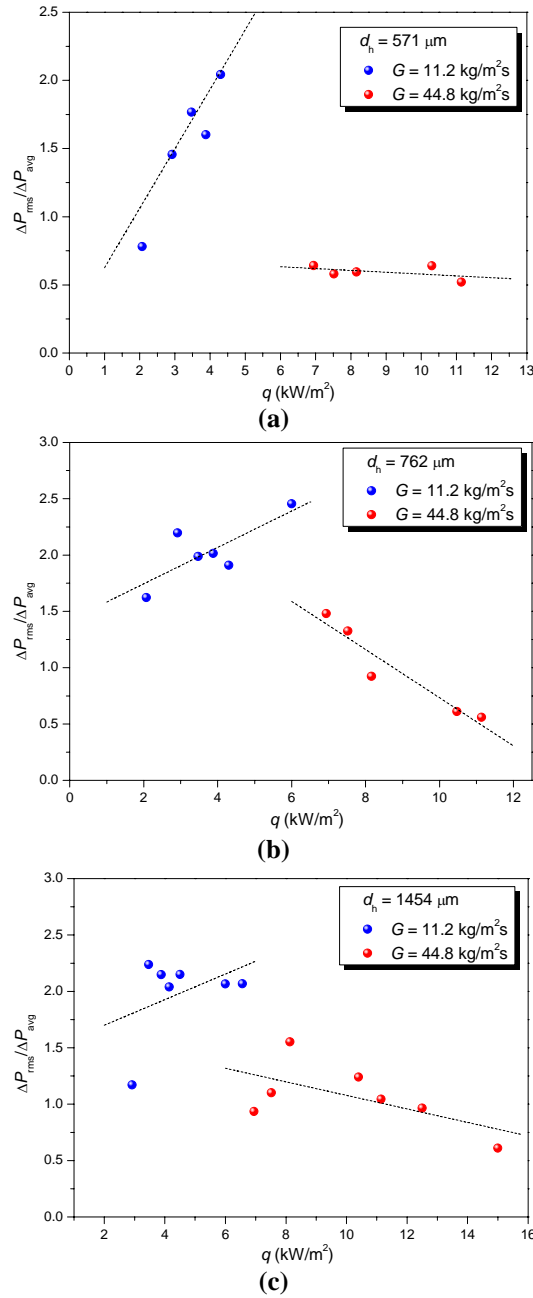 2.5
2.0
1.5
1.0
0.5
0.0
ΔP_rms/ΔP_avg
d_h = 571 μm
G = 11.2 kg/m²s
G = 44.8 kg/m²s
0 1 2 3 4 5 6 7 8 9 10 11 12 13
q (kW/m²)
(a)
3.0
2.5
2.0
1.5
1.0
0.5
0.0
ΔP_rms/ΔP_avg
d_h = 762 μm
G = 11.2 kg/m²s
G = 44.8 kg/m²s
0 2 4 6 8 10 12
q (kW/m²)
(b)
3.0
2.5
2.0
1.5
1.0
0.5
0.0
ΔP_rms/ΔP_avg
d_h = 1454 μm
G = 11.2 kg/m²s
G = 44.8 kg/m²s
2 4 6 8 10 12 14 16
q (kW/m²)
(c)